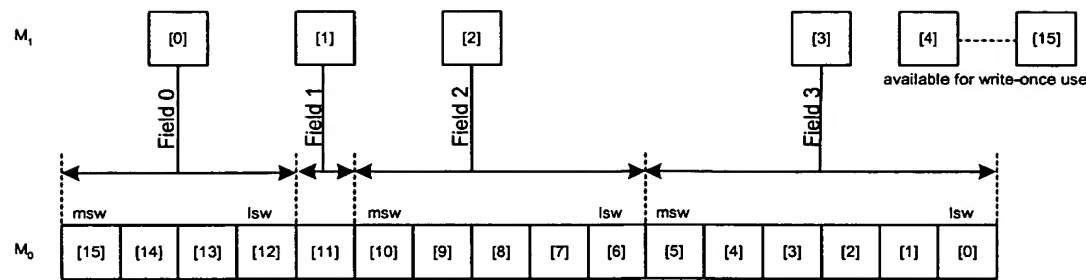 M1 [0] [1] [2] [3] [4] [15]
available for write-once use
Field 0 Field 1 Field 2 Field 3
msw lsw msw lsw msw lsw
M0 [15] [14] [13] [12] [11] [10] [9] [8] [7] [6] [5] [4] [3] [2] [1] [0]